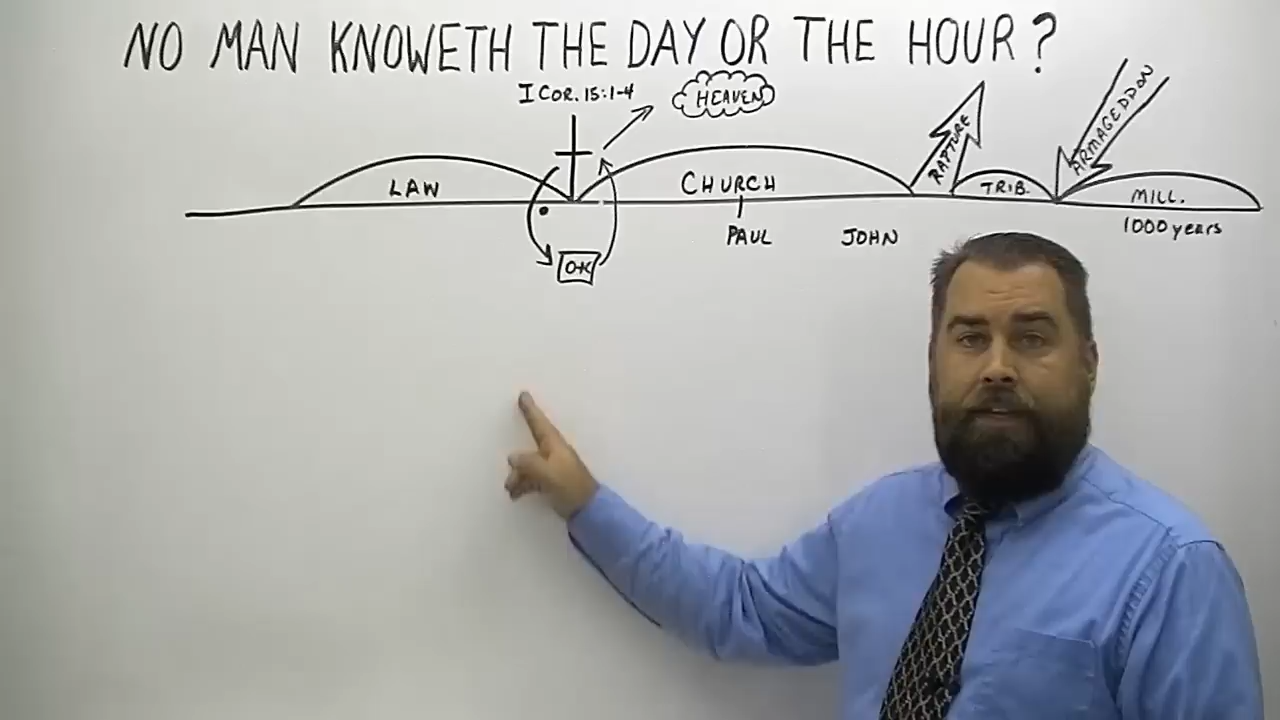 NO MAN KNOWETH THE DAY OR THE HOUR?
I COR. 15:1-4
HEAVEN
LAW
CHURCH
RAPTURE
TRIB.
ARMAGEDDON
MILL.
1000 years
PAUL
JOHN
OK